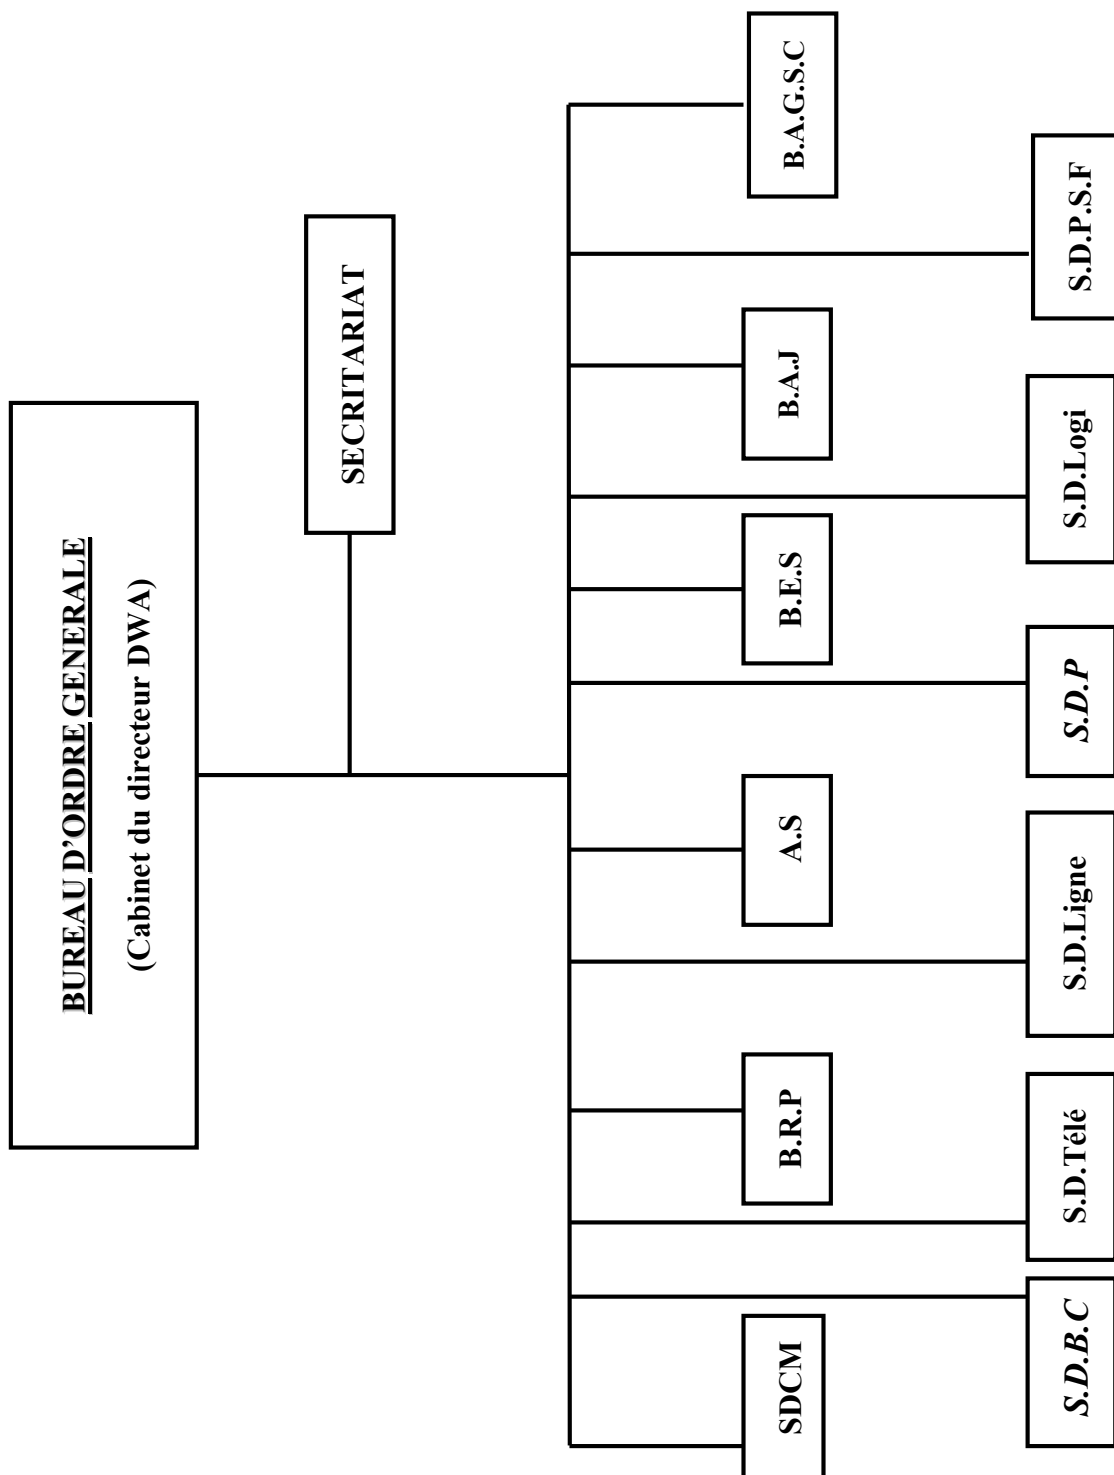 BUREAU D’ORDRE GENERALE
(Cabinet du directeur DWA)
SECRITARIAT
SDCM
B.R.P
A.S
B.E.S
B.A.J
B.A.G.S.C
S.D.B.C
S.D.Télé
S.D.Ligne
S.D.P
S.D.Logi
S.D.P.S.F